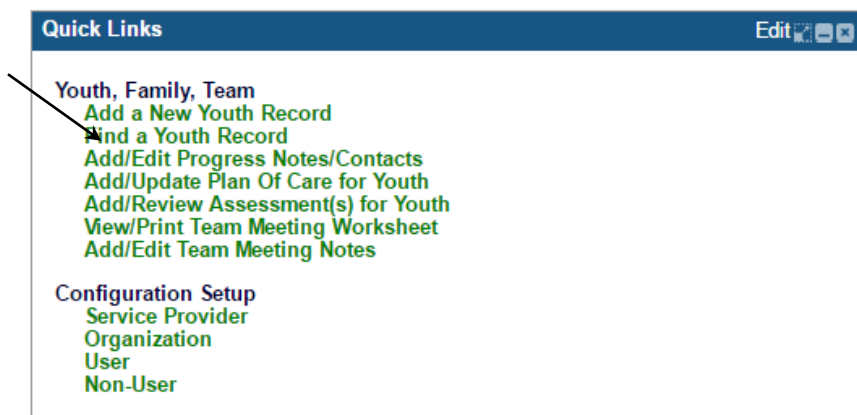 Quick Links Edit
Youth, Family, Team
Add a New Youth Record
Find a Youth Record
Add/Edit Progress Notes/Contacts
Add/Update Plan Of Care for Youth
Add/Review Assessment(s) for Youth
View/Print Team Meeting Worksheet
Add/Edit Team Meeting Notes
Configuration Setup
Service Provider
Organization
User
Non-User